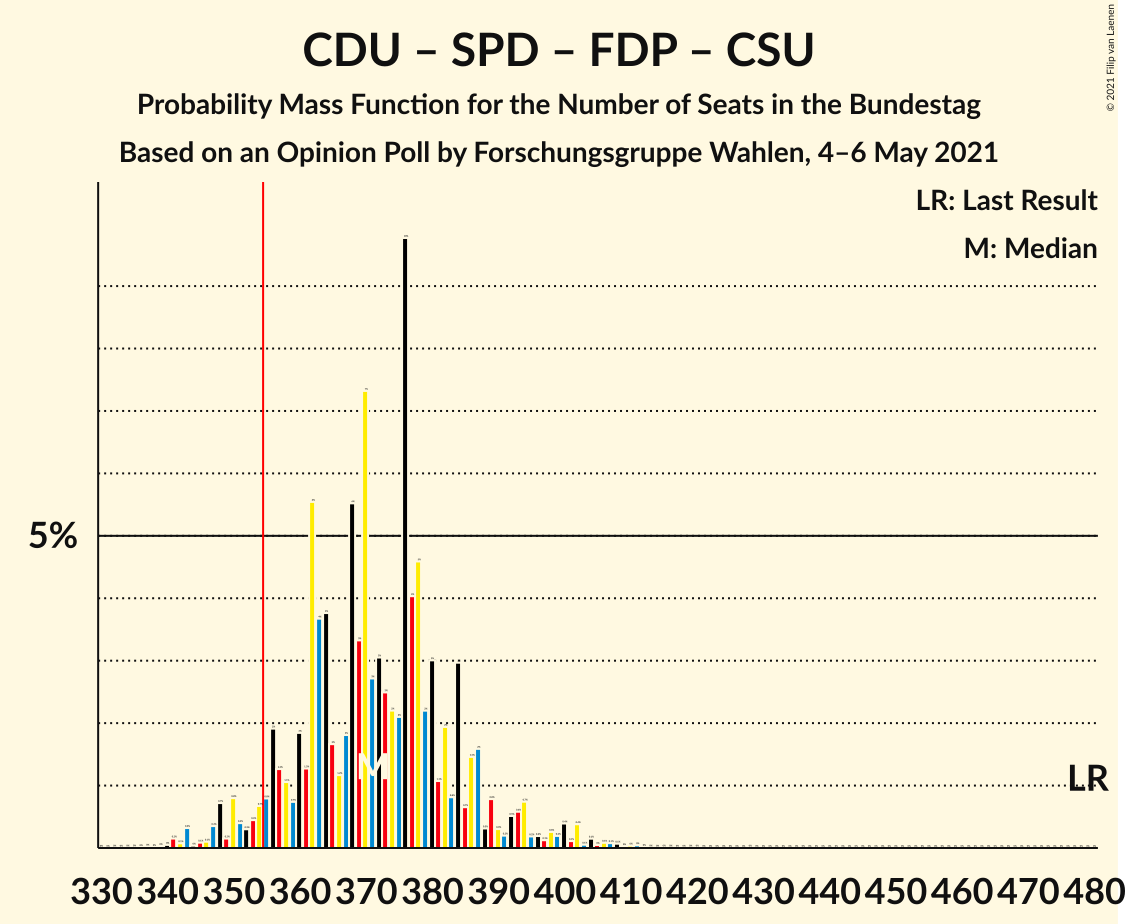 CDU – SPD – FDP – CSU
Probability Mass Function for the Number of Seats in the Bundestag
Based on an Opinion Poll by Forschungsgruppe Wahlen, 4–6 May 2021
© 2021 Filip van Laenen
LR: Last Result
M: Median
5%
M
LR
330 340 350 360 370 380 390 400 410 420 430 440 450 460 470 480